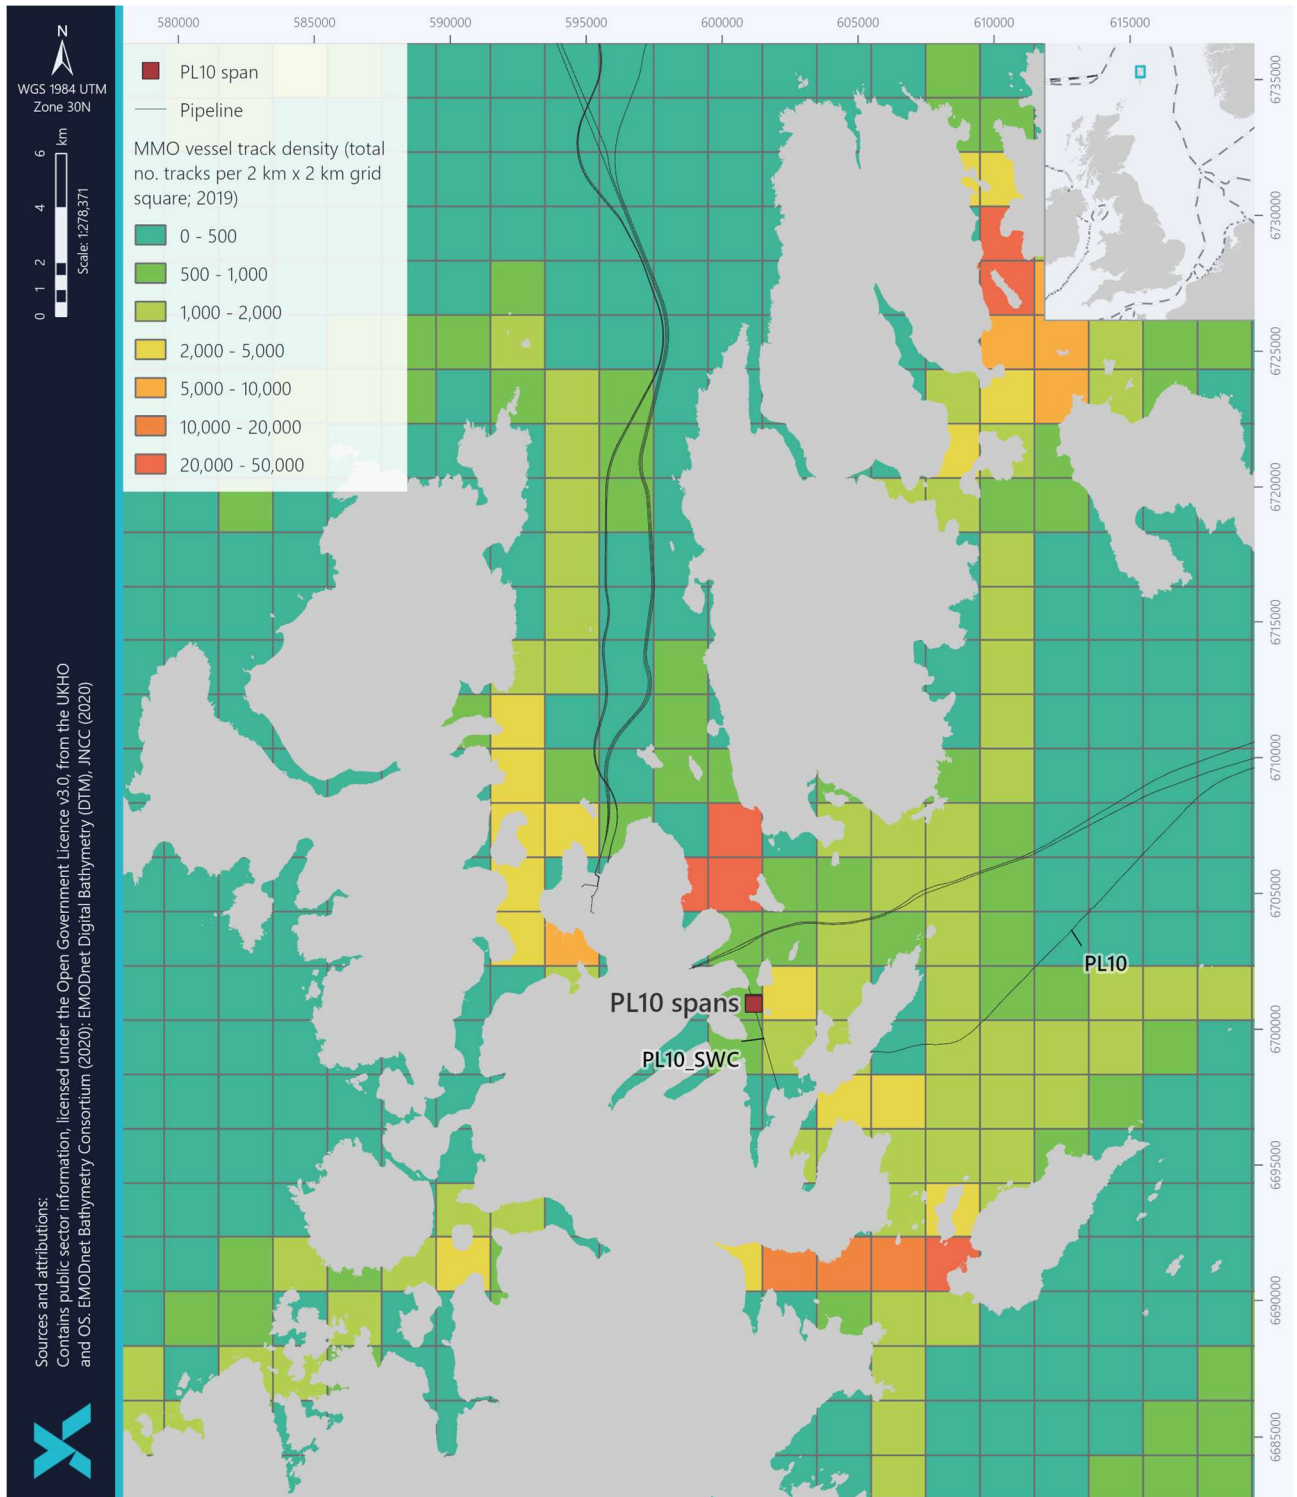 580000 585000 590000 595000 600000 605000 610000 615000
N
WGS 1984 UTM
Zone 30N
0 1 2 4 6 km
Scale: 1:278,371
Sources and attributions:
Contains public sector information, licensed under the Open Government Licence v3.0, from the UKHO
and OS. EMODnet Bathymetry Consortium (2020): EMODnet Digital Bathymetry (DTM), JNCC (2020)
PL10 span
Pipeline
MMO vessel track density (total
no. tracks per 2 km x 2 km grid
square; 2019)
0 - 500
500 - 1,000
1,000 - 2,000
2,000 - 5,000
5,000 - 10,000
10,000 - 20,000
20,000 - 50,000
PL10
PL10 spans
PL10_SWC
6735000
6730000
6725000
6720000
6715000
6710000
6705000
6700000
6695000
6690000
6685000